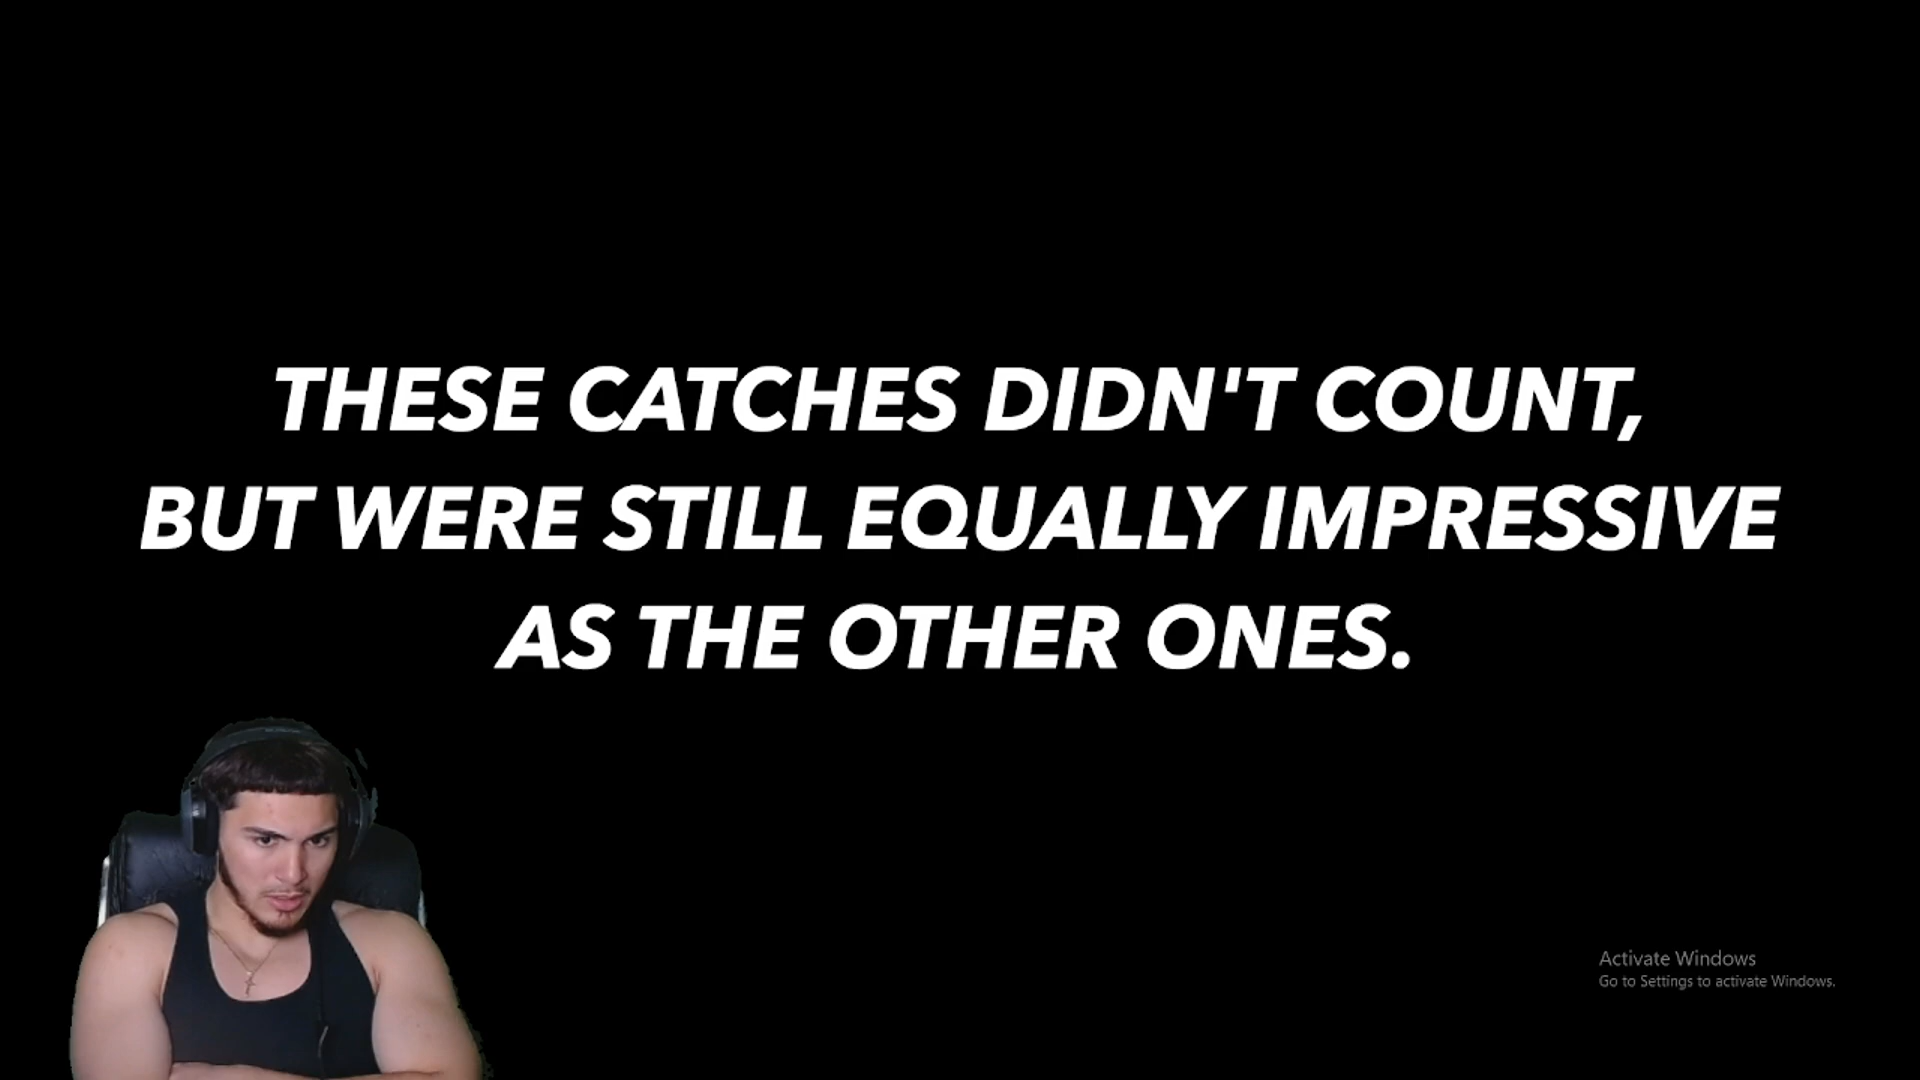 THESE CATCHES DIDN'T COUNT,
BUT WERE STILL EQUALLY IMPRESSIVE
AS THE OTHER ONES.
Activate Windows
Go to Settings to activate Windows.